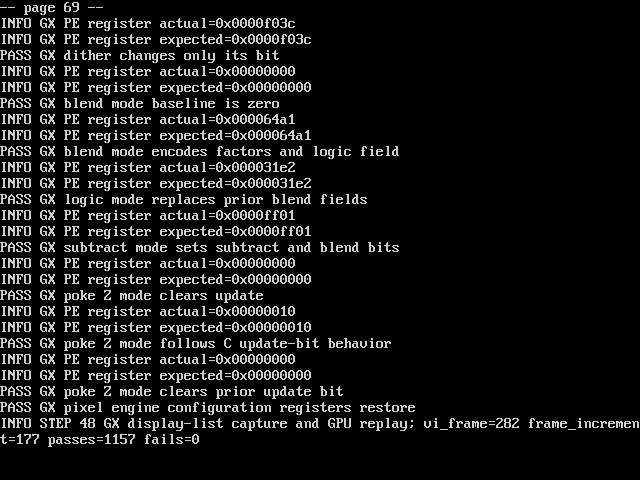 -- page 69 --
INFO GX PE register actual=0x0000f03c
INFO GX PE register expected=0x0000f03c
PASS GX dither changes only its bit
INFO GX PE register actual=0x00000000
INFO GX PE register expected=0x00000000
PASS GX blend mode baseline is zero
INFO GX PE register actual=0x000064a1
INFO GX PE register expected=0x000064a1
PASS GX blend mode encodes factors and logic field
INFO GX PE register actual=0x000031e2
INFO GX PE register expected=0x000031e2
PASS GX logic mode replaces prior blend fields
INFO GX PE register actual=0x0000ff01
INFO GX PE register expected=0x0000ff01
PASS GX subtract mode sets subtract and blend bits
INFO GX PE register actual=0x00000000
INFO GX PE register expected=0x00000000
PASS GX poke Z mode clears update
INFO GX PE register actual=0x00000010
INFO GX PE register expected=0x00000010
PASS GX poke Z mode follows C update-bit behavior
INFO GX PE register actual=0x00000000
INFO GX PE register expected=0x00000000
PASS GX poke Z mode clears prior update bit
PASS GX pixel engine configuration registers restore
INFO STEP 48 GX display-list capture and GPU replay; vi_frame=282 frame_incremen
t=177 passes=1157 fails=0